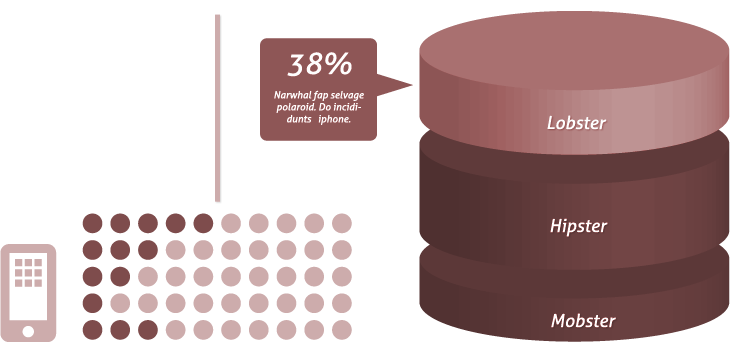 38%
Narwhal fap selvage
polaroid. Do incidi-
dunts iphone.
Lobster
Hipster
Mobster